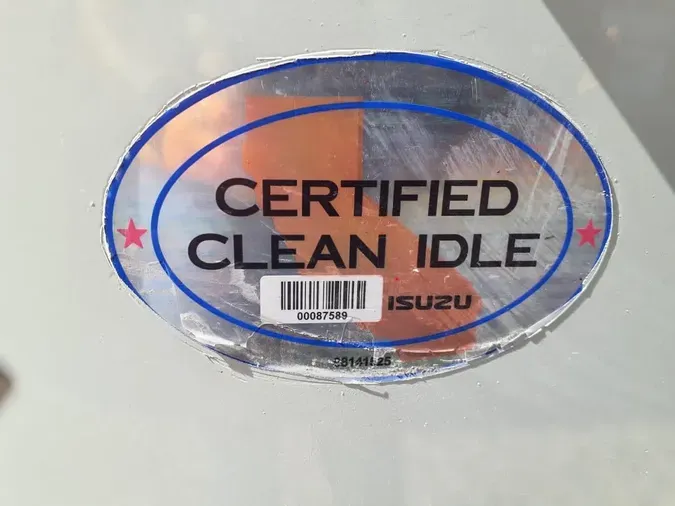 CERTIFIED
CLEAN IDLE
00087589
ISUZU